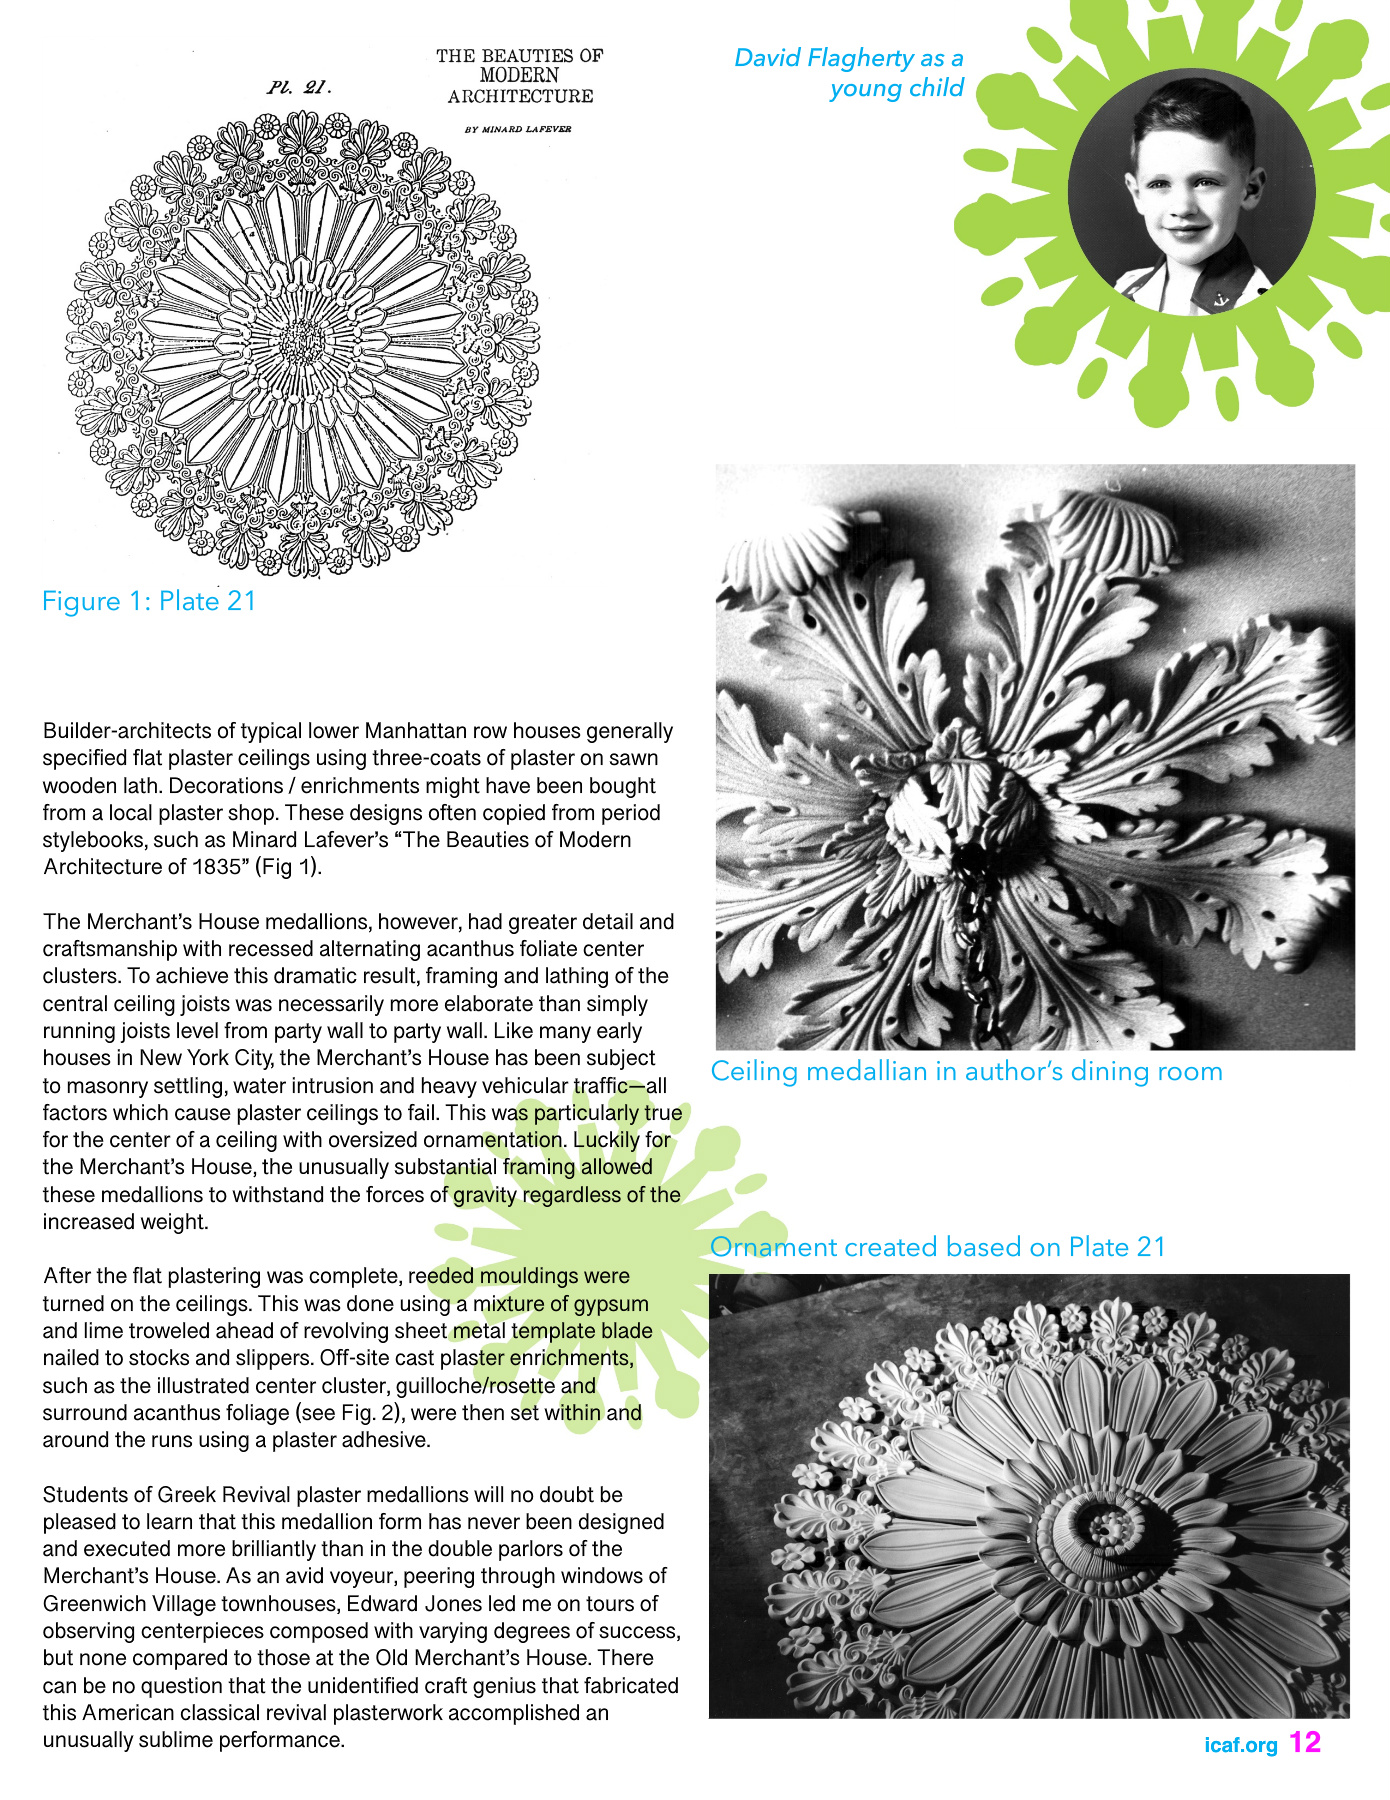 Pl. 21.
THE BEAUTIES OF
MODERN
ARCHITECTURE
BY MINARD LAFEVER
Figure 1: Plate 21
David Flagherty as a
young child
Builder-architects of typical lower Manhattan row houses generally
specified flat plaster ceilings using three-coats of plaster on sawn
wooden lath. Decorations / enrichments might have been bought
from a local plaster shop. These designs often copied from period
stylebooks, such as Minard Lafever’s “The Beauties of Modern
Architecture of 1835” (Fig 1).
The Merchant’s House medallions, however, had greater detail and
craftsmanship with recessed alternating acanthus foliate center
clusters. To achieve this dramatic result, framing and lathing of the
central ceiling joists was necessarily more elaborate than simply
running joists level from party wall to party wall. Like many early
houses in New York City, the Merchant’s House has been subject
to masonry settling, water intrusion and heavy vehicular traffic—all
factors which cause plaster ceilings to fail. This was particularly true
for the center of a ceiling with oversized ornamentation. Luckily for
the Merchant’s House, the unusually substantial framing allowed
these medallions to withstand the forces of gravity regardless of the
increased weight.
After the flat plastering was complete, reeded mouldings were
turned on the ceilings. This was done using a mixture of gypsum
and lime troweled ahead of revolving sheet metal template blade
nailed to stocks and slippers. Off-site cast plaster enrichments,
such as the illustrated center cluster, guilloche/rosette and
surround acanthus foliage (see Fig. 2), were then set within and
around the runs using a plaster adhesive.
Students of Greek Revival plaster medallions will no doubt be
pleased to learn that this medallion form has never been designed
and executed more brilliantly than in the double parlors of the
Merchant’s House. As an avid voyeur, peering through windows of
Greenwich Village townhouses, Edward Jones led me on tours of
observing centerpieces composed with varying degrees of success,
but none compared to those at the Old Merchant’s House. There
can be no question that the unidentified craft genius that fabricated
this American classical revival plasterwork accomplished an
unusually sublime performance.
Ceiling medallian in author’s dining room
Ornament created based on Plate 21
icaf.org 12